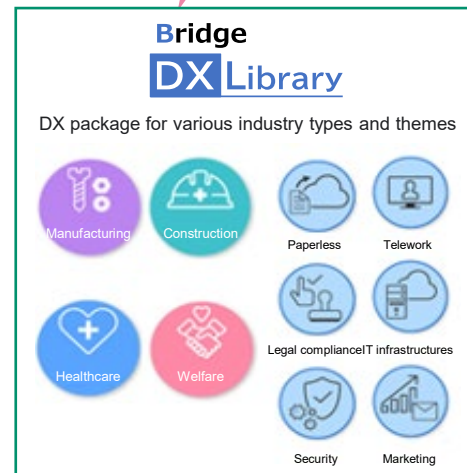 Bridge
DX Library
DX package for various industry types and themes
Manufacturing
Construction
Paperless
Telework
Legal compliance
IT infrastructures
Healthcare
Welfare
Security
Marketing